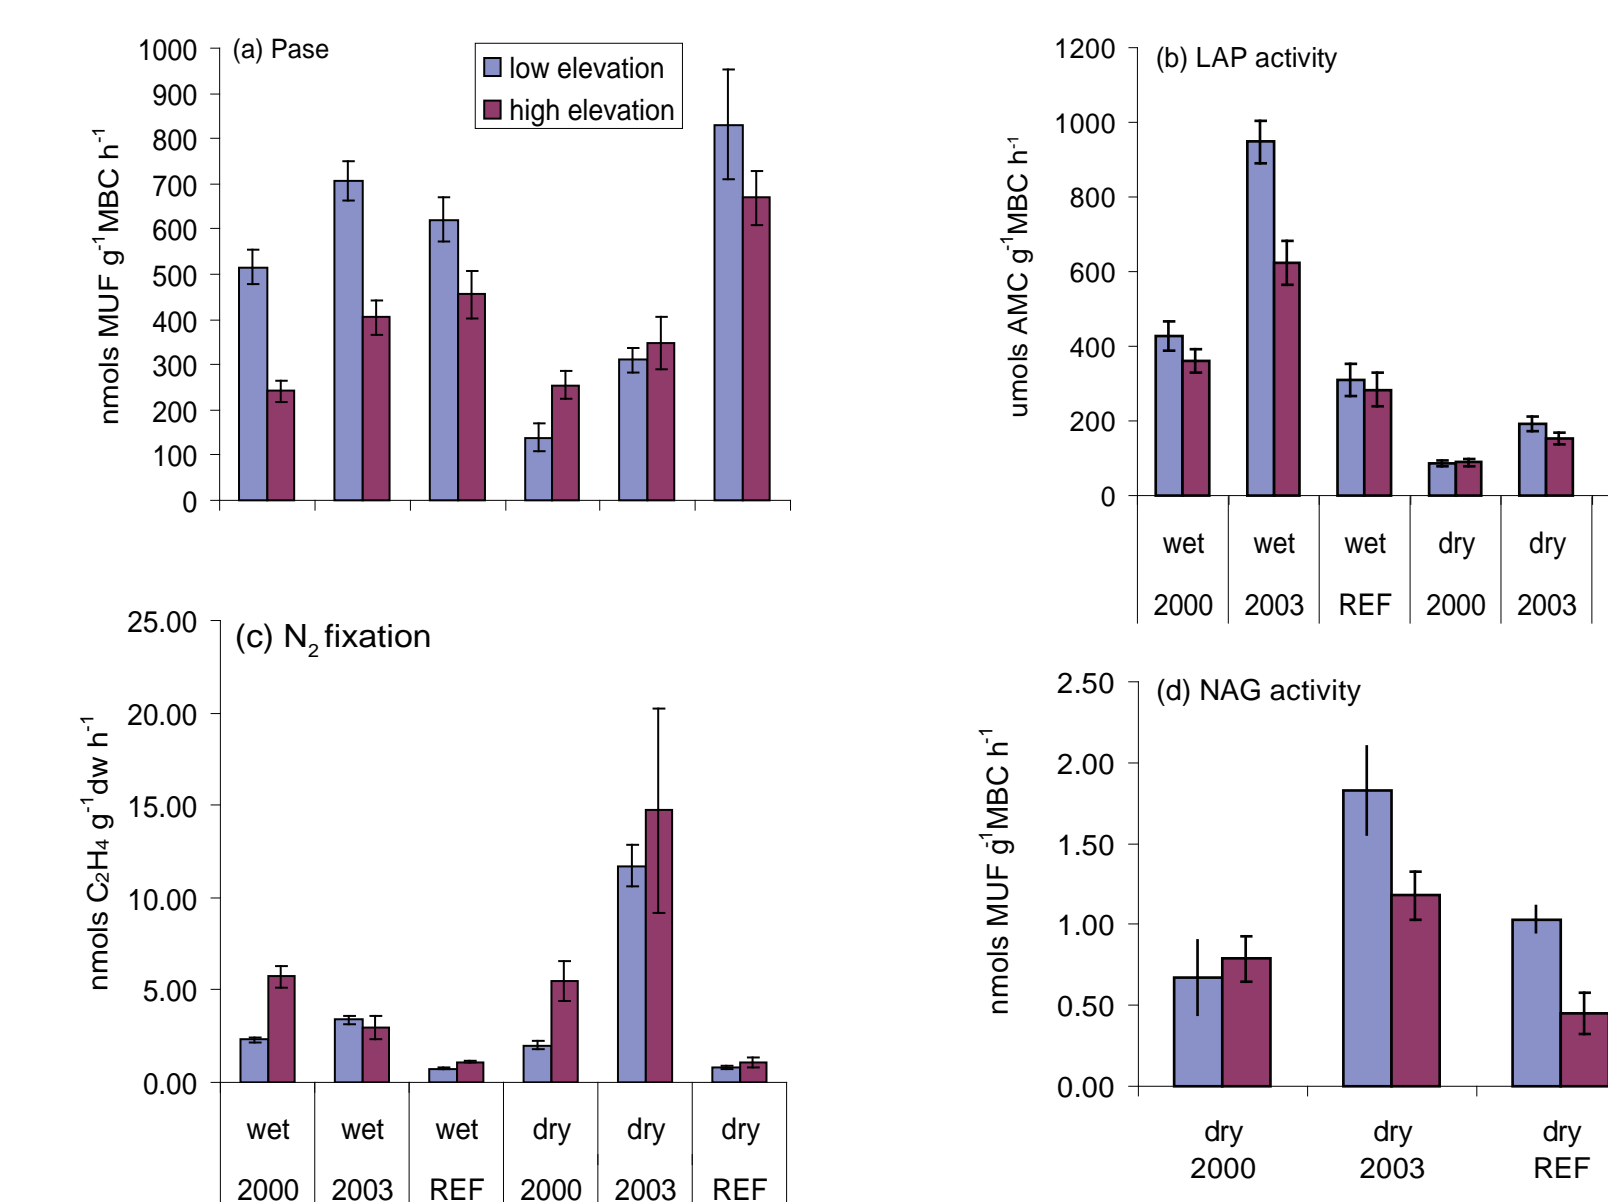 (a) Pase
low elevation
high elevation
1000
900
800
700
600
500
400
300
200
100
0
nmols MUF g-1MBC h-1
(b) LAP activity
1200
1000
800
600
400
200
0
umols AMC g-1MBC h-1
wet wet wet dry dry
2000 2003 REF 2000 2003
(c) N2 fixation
25.00
20.00
15.00
10.00
5.00
0.00
nmols C2H4 g-1dw h-1
wet wet wet dry dry dry
2000 2003 REF 2000 2003 REF
(d) NAG activity
2.50
2.00
1.50
1.00
0.50
0.00
nmols MUF g-1MBC h-1
dry dry dry
2000 2003 REF